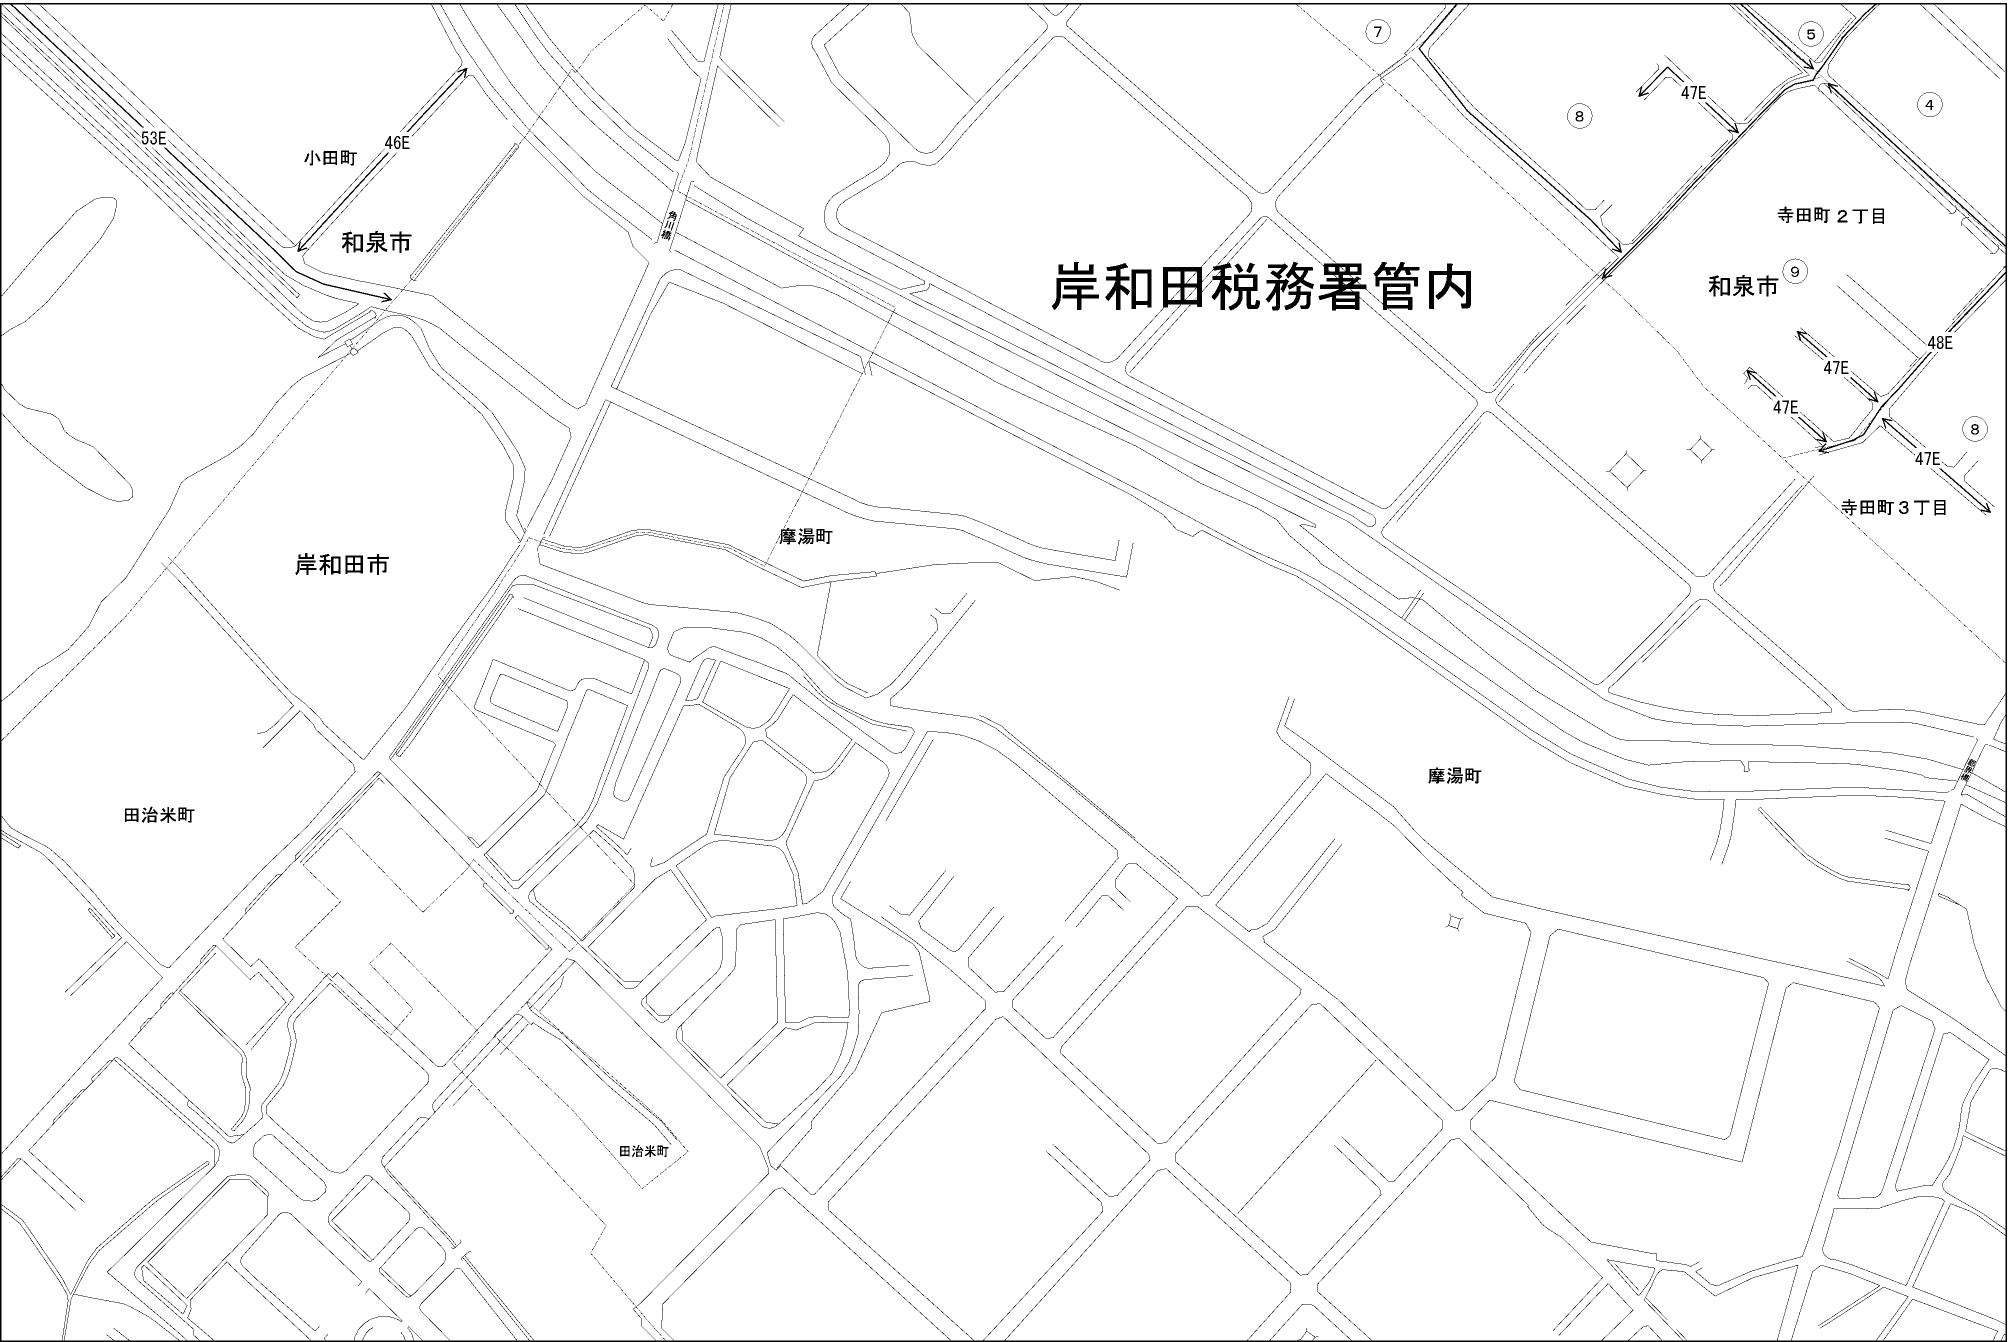 ⑦
⑤
47E
④
⑧
53E
46E
小田町
寺田町２丁目
角川橋
和泉市
岸和田税務署管内
⑨
和泉市
48E
47E
47E
⑧
47E
寺田町３丁目
摩湯町
岸和田市
摩湯町
田治米町
田治米町